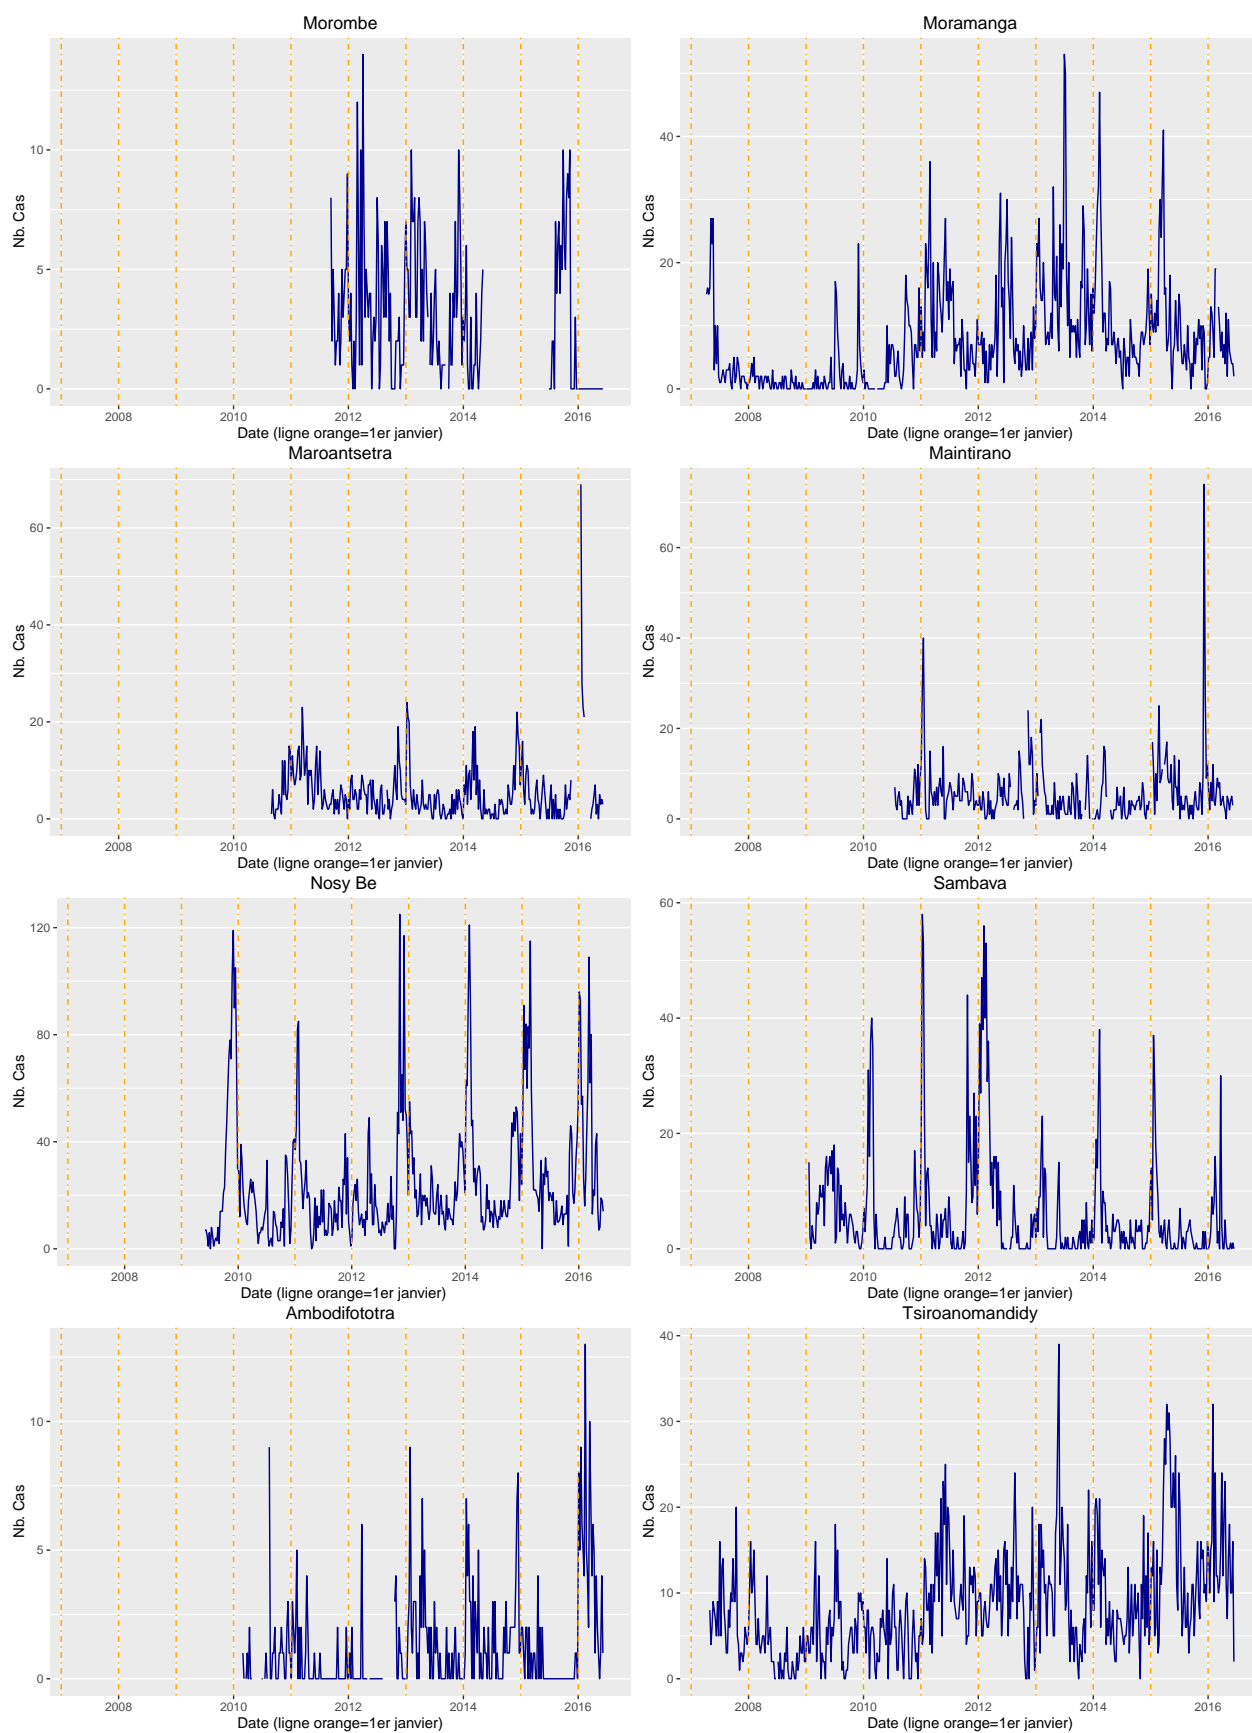 Morombe
Nb. Cas
10
5
0
2008 2010 2012 2014 2016
Date (ligne orange=1er janvier)
Moramanga
Nb. Cas
40
20
0
2008 2010 2012 2014 2016
Date (ligne orange=1er janvier)
Maroantsetra
Nb. Cas
60
40
20
0
2008 2010 2012 2014 2016
Date (ligne orange=1er janvier)
Maintirano
Nb. Cas
60
40
20
0
2008 2010 2012 2014 2016
Date (ligne orange=1er janvier)
Nosy Be
Nb. Cas
120
80
40
0
2008 2010 2012 2014 2016
Date (ligne orange=1er janvier)
Sambava
Nb. Cas
60
40
20
0
2008 2010 2012 2014 2016
Date (ligne orange=1er janvier)
Ambodifototra
Nb. Cas
10
5
0
2008 2010 2012 2014 2016
Date (ligne orange=1er janvier)
Tsiroanomandidy
Nb. Cas
40
30
20
10
0
2008 2010 2012 2014 2016
Date (ligne orange=1er janvier)